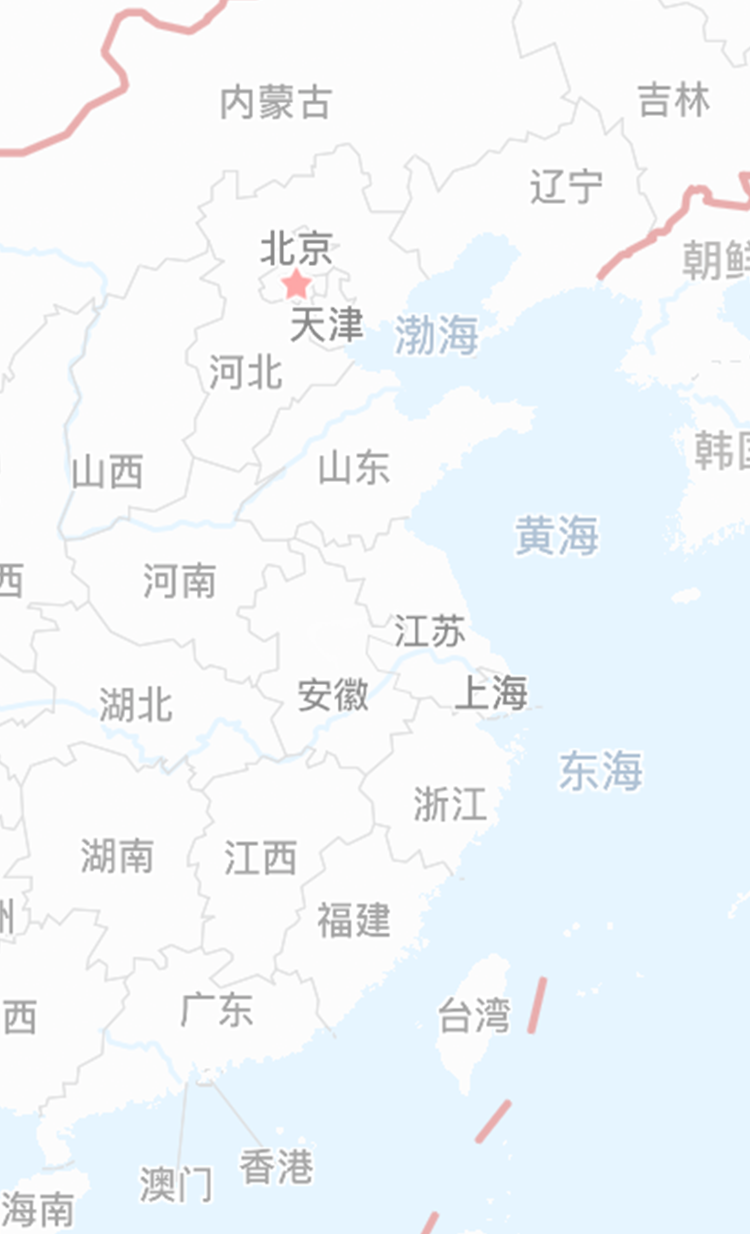 内蒙古
吉林
辽宁
北京
朝鲜
天津
渤海
河北
韩国
山东
山西
黄海
西
河南
江苏
上海
安徽
湖北
东海
浙江
湖南
江西
州
福建
台湾
广东
西
香港
澳门
海南